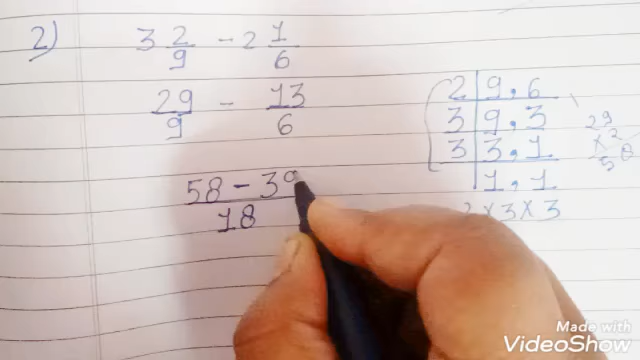 2) 3 2/9 - 2 1/6
29/9 - 13/6
58 - 39/18
2 | 9, 6
3 | 9, 3
3 | 3, 1
1, 1
2 x 3 x 3
29
x 2
58
Made with
VideoShow